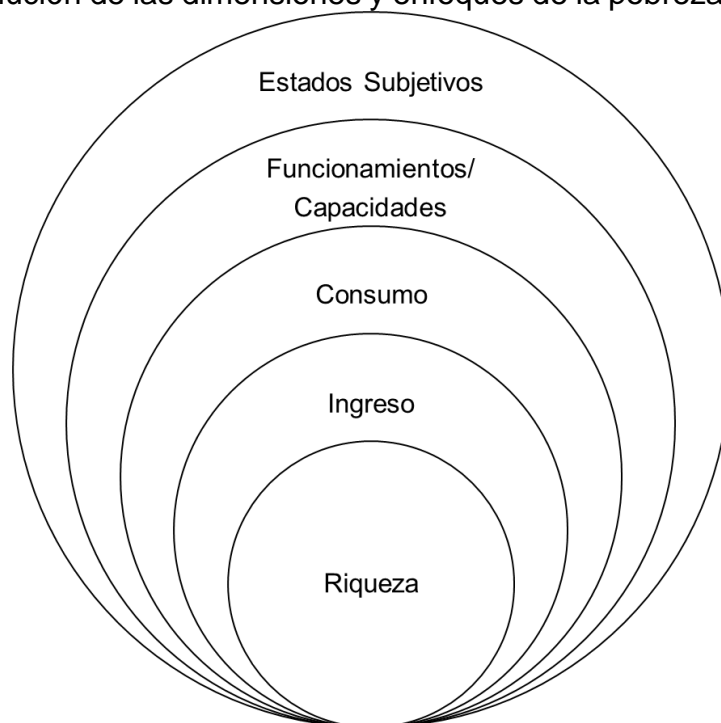 de las dimensiones y enfoques de la pobreza
Estados Subjetivos
Funcionamientos/
Capacidades
Consumo
Ingreso
Riqueza